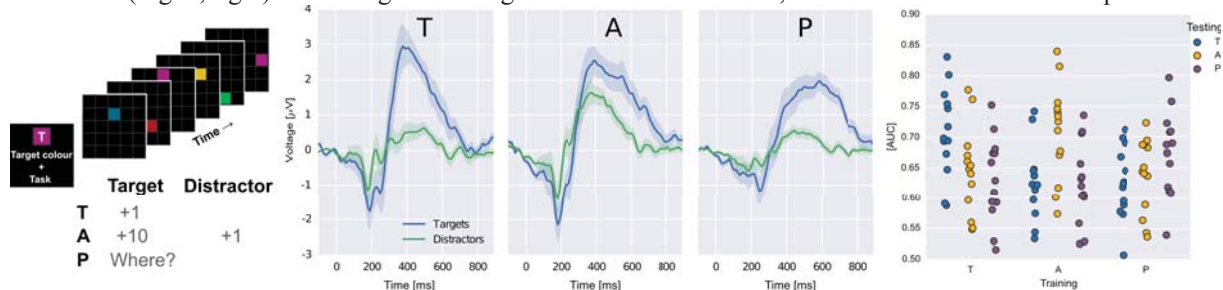 T
Target colour
+
Task
Time →
Target Distractor
T +1
A +10 +1
P Where?
T
A
P
Voltage [µV]
4
3
2
1
0
-1
-2
-3
Targets
Distractors
0 200 400 600 800
0 200 400 600 800
0 200 400 600 800
Time [ms]
Time [ms]
Time [ms]
[AUC]
0.90
0.85
0.80
0.75
0.70
0.65
0.60
0.55
0.50
T A P
Training
Testing
T
A
P